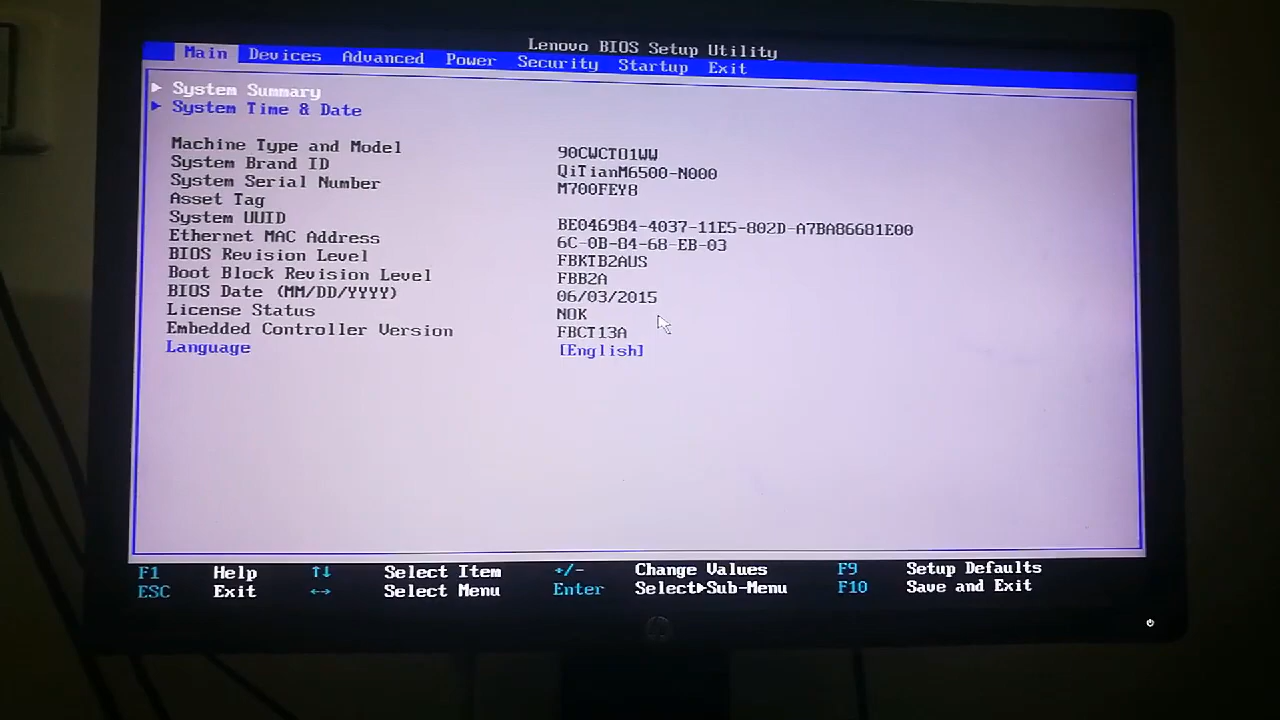 Lenovo BIOS Setup Utility
Main Devices Advanced Power Security Startup Exit
System Summary
System Time & Date
Machine Type and Model 90CWCTO1WW
System Brand ID QiTianM6500-N000
System Serial Number M700FEY8
Asset Tag
System UUID BE046984-4037-11E5-802D-A7BA86681E00
Ethernet MAC Address 6C-0B-84-68-EB-03
BIOS Revision Level FBKTB2AUS
Boot Block Revision Level FBB2A
BIOS Date (MM/DD/YYYY) 06/03/2015
License Status NOK
Embedded Controller Version FBCT13A
Language [English]
F1 Help ↑↓ Select Item +/- Change Values F9 Setup Defaults
ESC Exit ↔ Select Menu Enter Select▶Sub-Menu F10 Save and Exit